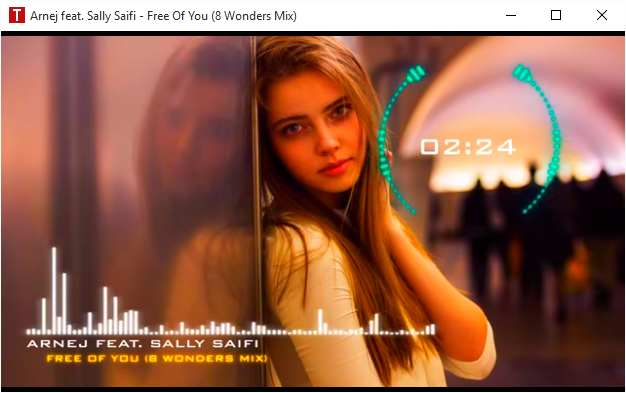 T Arnej feat. Sally Saifi - Free Of You (8 Wonders Mix)
02:24
ARNEJ FEAT. SALLY SAIFI
FREE OF YOU (8 WONDERS MIX)